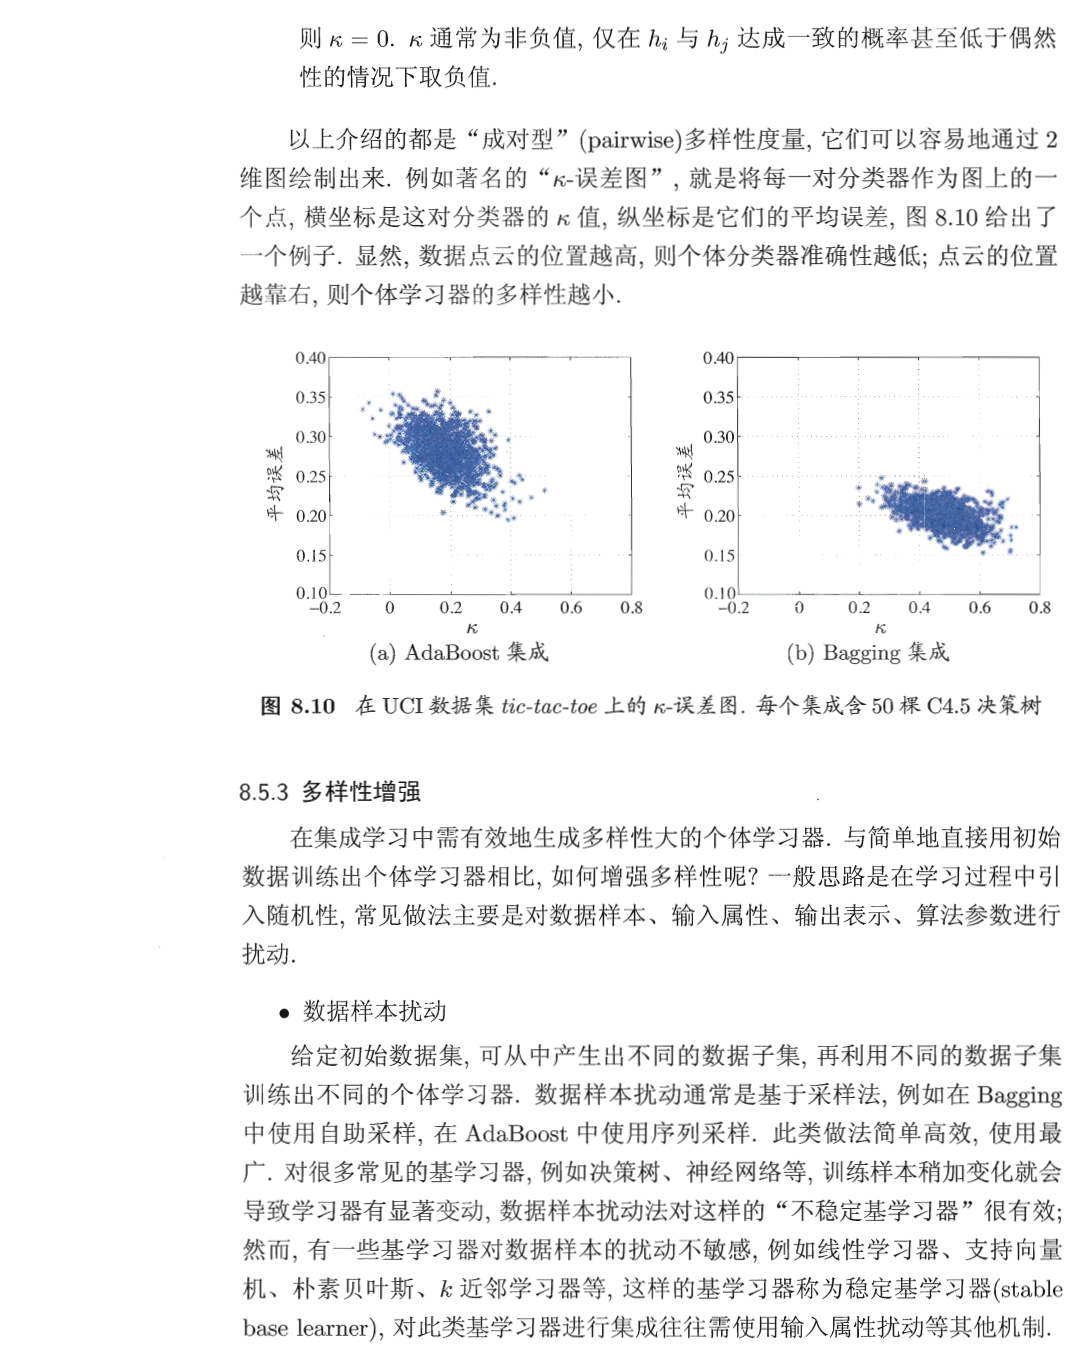 则 κ = 0. κ 通常为非负值, 仅在 hᵢ 与 hⱼ 达成一致的概率甚至低于偶然
性的情况下取负值.
以上介绍的都是“成对型”(pairwise)多样性度量, 它们可以容易地通过 2
维图绘制出来. 例如著名的“κ-误差图”, 就是将每一对分类器作为图上的一
个点, 横坐标是这对分类器的 κ 值, 纵坐标是它们的平均误差, 图 8.10 给出了
一个例子. 显然, 数据点云的位置越高, 则个体分类器准确性越低; 点云的位置
越靠右, 则个体学习器的多样性越小.
0.40
0.35
0.30
0.25
0.20
0.15
0.10
平均误差
−0.2 0 0.2 0.4 0.6 0.8
κ
(a) AdaBoost 集成
0.40
0.35
0.30
0.25
0.20
0.15
0.10
平均误差
−0.2 0 0.2 0.4 0.6 0.8
κ
(b) Bagging 集成
图 8.10 在 UCI 数据集 tic-tac-toe 上的 κ-误差图. 每个集成含 50 棵 C4.5 决策树
8.5.3 多样性增强
在集成学习中需有效地生成多样性大的个体学习器. 与简单地直接用初始
数据训练出个体学习器相比, 如何增强多样性呢? 一般思路是在学习过程中引
入随机性, 常见做法主要是对数据样本、输入属性、输出表示、算法参数进行
扰动.
• 数据样本扰动
给定初始数据集, 可从中产生出不同的数据子集, 再利用不同的数据子集
训练出不同的个体学习器. 数据样本扰动通常是基于采样法, 例如在 Bagging
中使用自助采样, 在 AdaBoost 中使用序列采样. 此类做法简单高效, 使用最
广. 对很多常见的基学习器, 例如决策树、神经网络等, 训练样本稍加变化就会
导致学习器有显著变动, 数据样本扰动法对这样的“不稳定基学习器”很有效;
然而, 有一些基学习器对数据样本的扰动不敏感, 例如线性学习器、支持向量
机、朴素贝叶斯、k 近邻学习器等, 这样的基学习器称为稳定基学习器(stable
base learner), 对此类基学习器进行集成往往需使用输入属性扰动等其他机制.